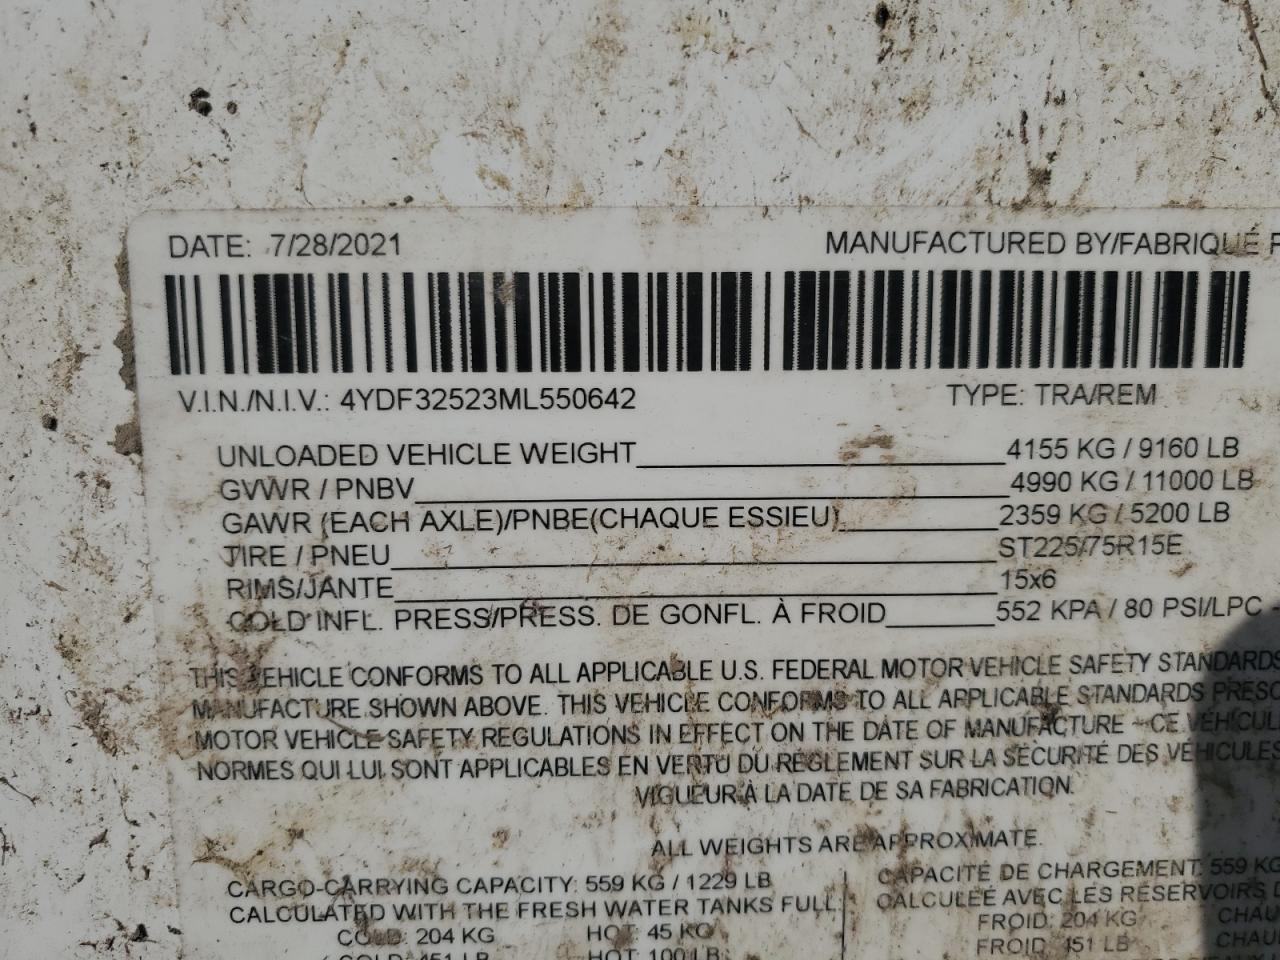 DATE: 7/28/2021 MANUFACTURED BY/FABRIQUÉ
V.I.N./N.I.V.: 4YDF32523ML550642 TYPE: TRA/REM
UNLOADED VEHICLE WEIGHT 4155 KG / 9160 LB
GVWR / PNBV 4990 KG / 11000 LB
GAWR (EACH AXLE)/PNBE(CHAQUE ESSIEU) 2359 KG / 5200 LB
TIRE / PNEU ST225/75R15E
RIMS/JANTE 15x6
COLD INFL. PRESS/PRESS. DE GONFL. À FROID 552 KPA / 80 PSI/LPC
THIS VEHICLE CONFORMS TO ALL APPLICABLE U.S. FEDERAL MOTOR VEHICLE SAFETY STANDARDS
MANUFACTURE SHOWN ABOVE. THIS VEHICLE CONFORMS TO ALL APPLICABLE STANDARDS
MOTOR VEHICLE SAFETY REGULATIONS IN EFFECT ON THE DATE OF MANUFACTURE - CE
NORMES QUI LUI SONT APPLICABLES EN VERTU DU RÈGLEMENT SUR LA SÉCURITÉ DES VÉHICULES
VIGUEUR À LA DATE DE SA FABRICATION.
ALL WEIGHTS ARE APPROXIMATE.
CARGO-CARRYING CAPACITY: 559 KG / 1229 LB CAPACITÉ DE CHARGEMENT: 559 KG
CALCULATED WITH THE FRESH WATER TANKS FULL: CALCULÉE AVEC LES RÉSERVOIRS
COLD: 204 KG HOT: 45 KG FROID: 204 KG
COLD: 451 LB HOT: 100 LB FROID: 451 LB